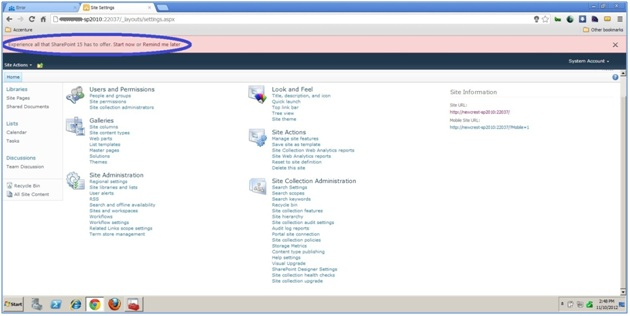 Error
Site Settings
-sp2010:22037/_layouts/settings.aspx
Accenture
Other bookmarks
Experience all that SharePoint 15 has to offer. Start now or Remind me later
System Account
Site Actions
Home
Libraries
Site Pages
Shared Documents
Lists
Calendar
Tasks
Discussions
Team Discussion
Recycle Bin
All Site Content
Users and Permissions
People and groups
Site permissions
Site collection administrators
Galleries
Site columns
Site content types
Web parts
List templates
Master pages
Solutions
Themes
Site Administration
Regional settings
Site libraries and lists
User alerts
RSS
Search and offline availability
Sites and workspaces
Workflows
Workflow settings
Related Links scope settings
Term store management
Look and Feel
Title, description, and icon
Quick launch
Top link bar
Tree view
Site theme
Site Actions
Manage site features
Save site as template
Site Collection Web Analytics reports
Site Web Analytics reports
Reset to site definition
Delete this site
Site Collection Administration
Search Settings
Search scopes
Search keywords
Recycle bin
Site collection features
Site hierarchy
Site collection audit settings
Audit log reports
Portal site connection
Site collection policies
Storage Metrics
Content type publishing
Help settings
Visual Upgrade
SharePoint Designer Settings
Site collection health checks
Site collection upgrade
Site Information
Site URL:
http://newcrest-sp2010:22037/
Mobile Site URL:
http://newcrest-sp2010:22037/?Mobile=1
Start
2:48 PM
11/10/2012